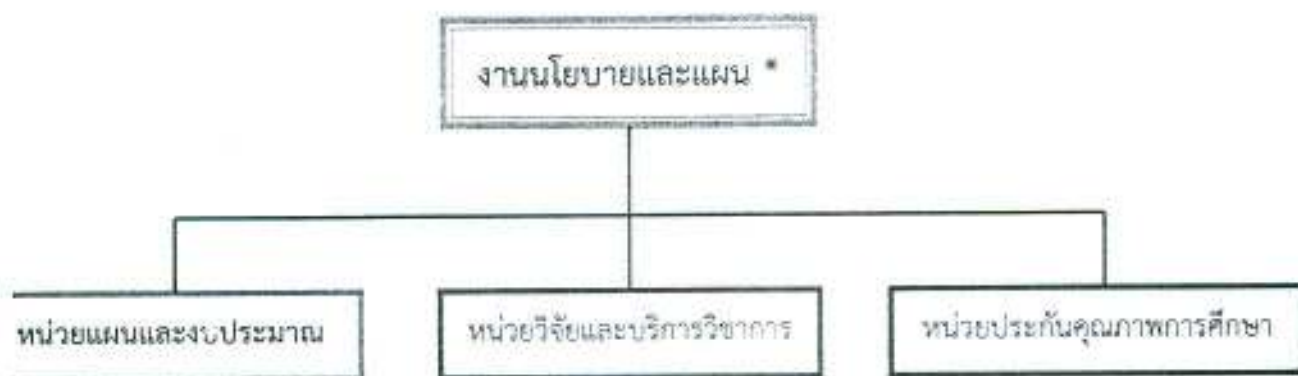 งานนโยบายและแผน *
หน่วยแผนและงบประมาณ
หน่วยวิจัยและบริการวิชาการ
หน่วยประกันคุณภาพการศึกษา